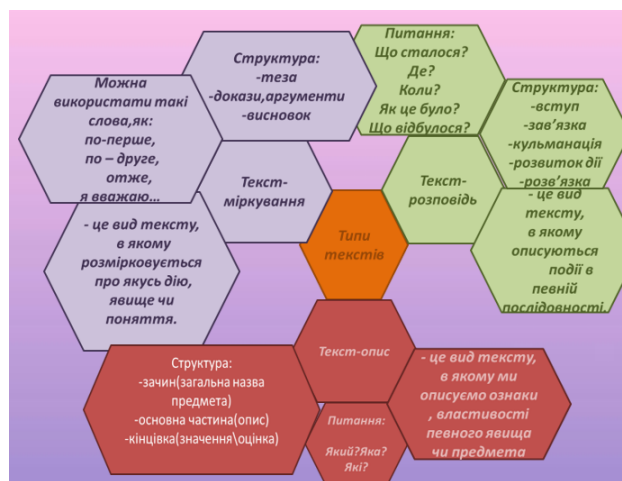 Питання:
Що сталося?
Де?
Коли?
Як це було?
Що відбулося?
Структура:
-теза
-докази,аргументи
-висновок
Можна
використати такі
слова,як:
по-перше,
по – друге,
отже,
я вважаю...
Структура:
-вступ
-зав’язка
-кульманація
-розвиток дії
-розв’язка
Текст-
міркування
Текст-
розповідь
- це вид тексту,
в якому
розмірковується
про якусь дію,
явище чи
поняття.
Типи
текстів
- це вид
тексту,
в якому
описуються
події в
певній
послідовності.
Текст-опис
Структура:
-зачин(загальна назва
предмета)
-основна частина(опис)
-кінцівка(значення\оцінка)
- це вид тексту,
в якому ми
описуємо ознаки
, властивості
певного явища
чи предмета
Питання:
Який?Яка?
Які?